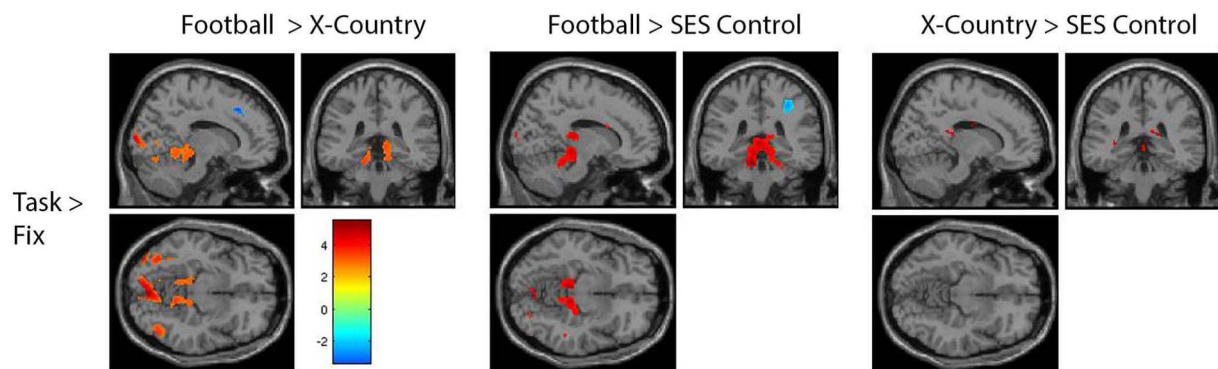 Football > X-Country
Football > SES Control
X-Country > SES Control
Task >
Fix
4
2
0
-2